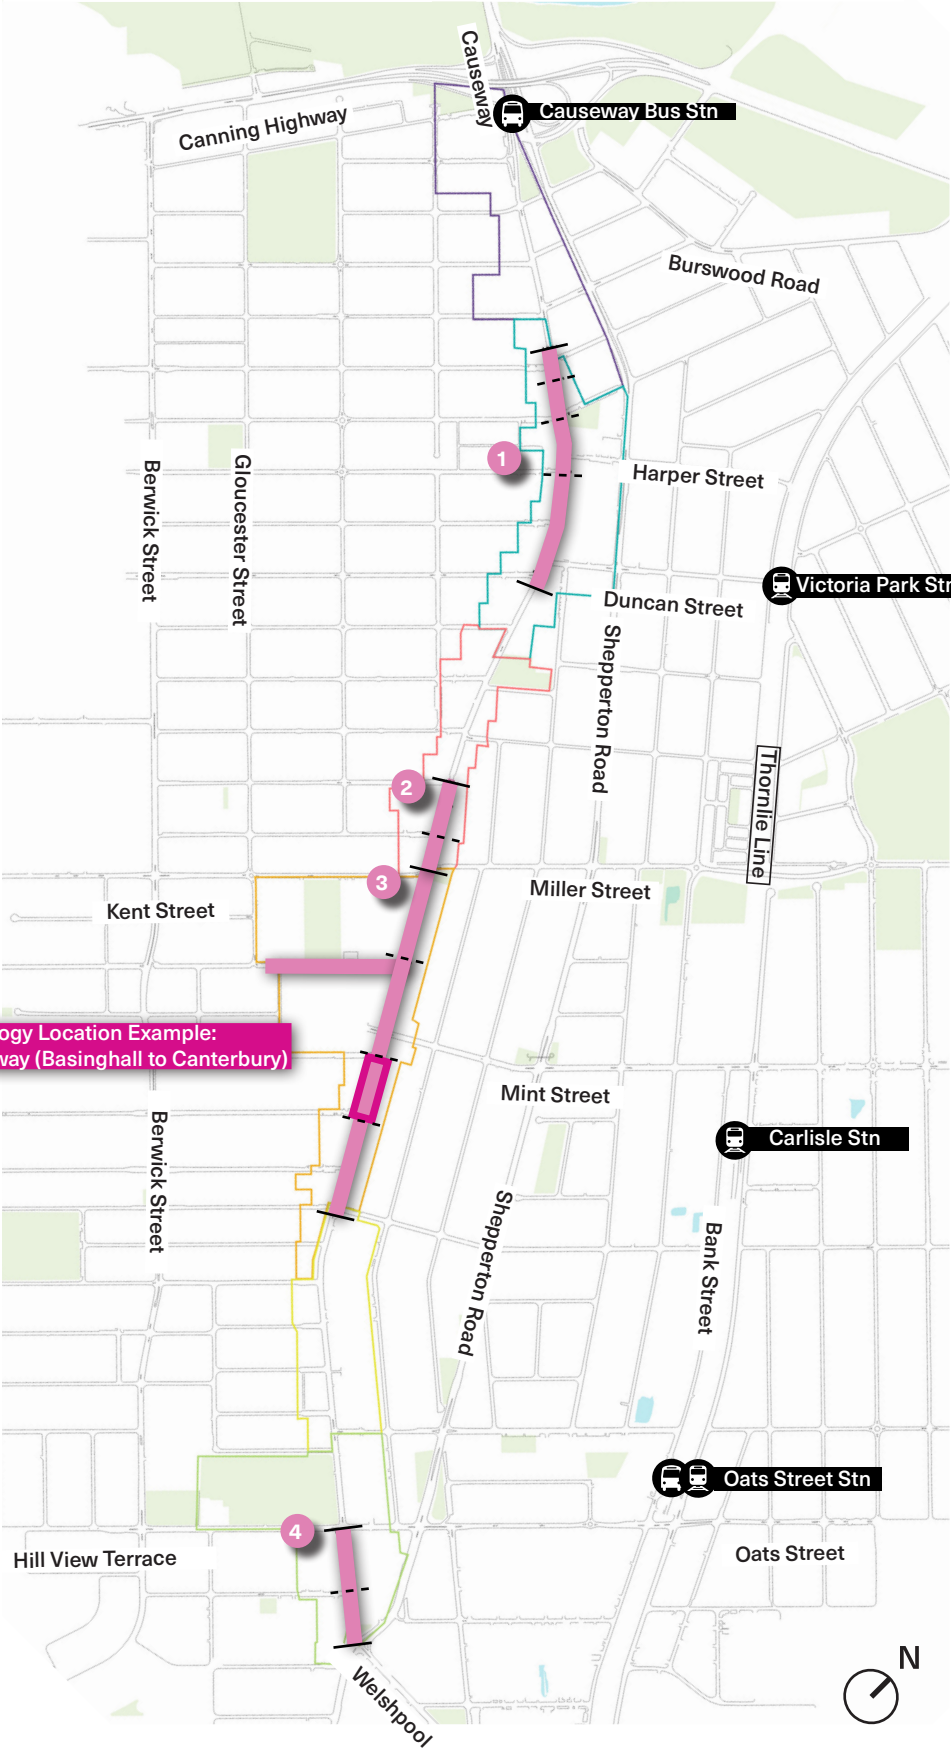 Causeway
Causeway Bus Stn
Canning Highway
Burswood Road
Berwick Street
Gloucester Street
1
Harper Street
Victoria Park Str
Duncan Street
Shepperton Road
Thornlie Line
2
3
Miller Street
Kent Street
ogy Location Example:
way (Basinghall to Canterbury)
Mint Street
Berwick Street
Carlisle Stn
Shepperton Road
Bank Street
Oats Street Stn
4
Hill View Terrace
Oats Street
N
Welshpool